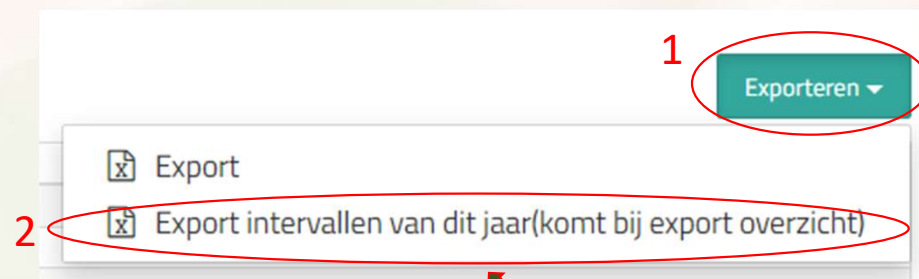 1
Exporteren
Export
2
Export intervallen van dit jaar(komt bij export overzicht)